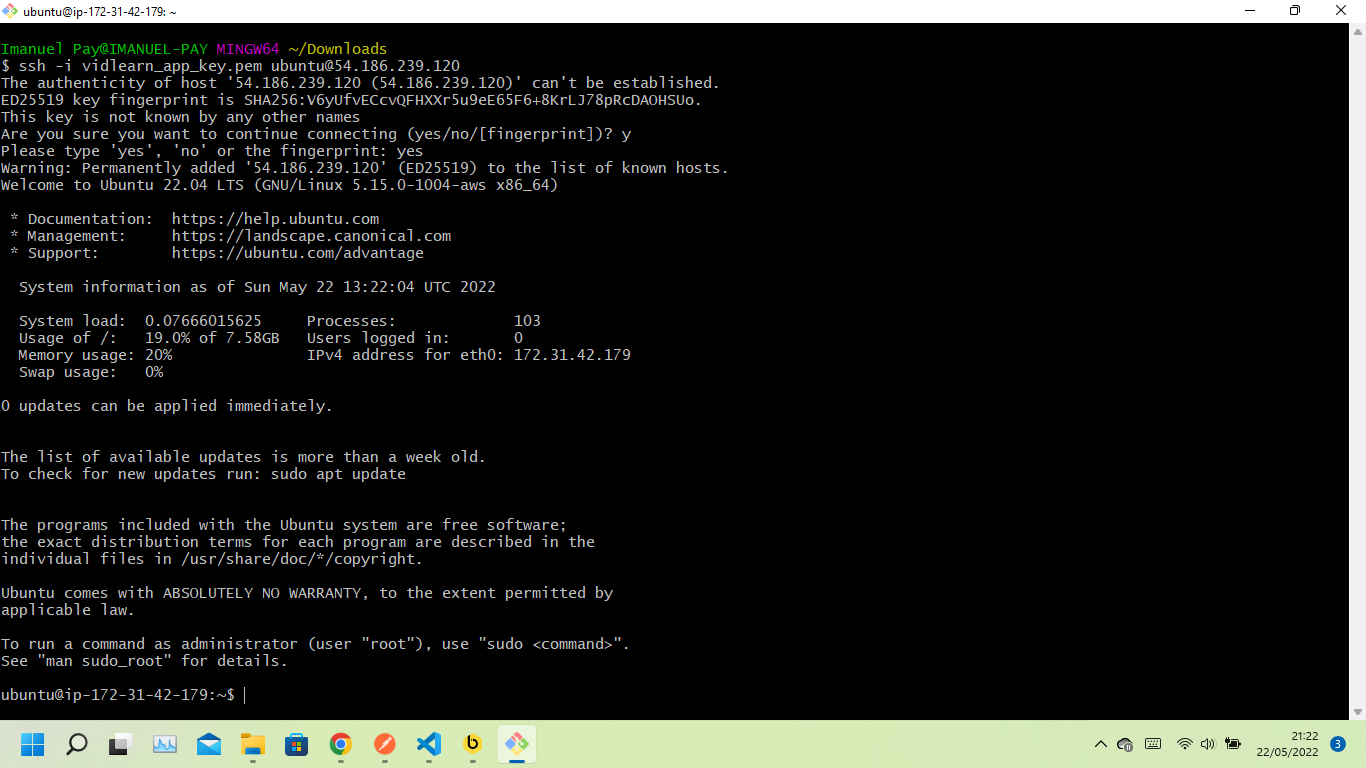 ubuntu@ip-172-31-42-179: ~
Imanuel Pay@IMANUEL-PAY MINGW64 ~/Downloads
$ ssh -i vidlearn_app_key.pem ubuntu@54.186.239.120
The authenticity of host '54.186.239.120 (54.186.239.120)' can't be established.
ED25519 key fingerprint is SHA256:V6yUfvECcvQFHXXr5u9eE65F6+8KrLJ78pRcDAOHSUo.
This key is not known by any other names
Are you sure you want to continue connecting (yes/no/[fingerprint])? y
Please type 'yes', 'no' or the fingerprint: yes
Warning: Permanently added '54.186.239.120' (ED25519) to the list of known hosts.
Welcome to Ubuntu 22.04 LTS (GNU/Linux 5.15.0-1004-aws x86_64)
* Documentation: https://help.ubuntu.com
* Management: https://landscape.canonical.com
* Support: https://ubuntu.com/advantage
System information as of Sun May 22 13:22:04 UTC 2022
System load: 0.07666015625 Processes: 103
Usage of /: 19.0% of 7.58GB Users logged in: 0
Memory usage: 20% IPv4 address for eth0: 172.31.42.179
Swap usage: 0%
0 updates can be applied immediately.
The list of available updates is more than a week old.
To check for new updates run: sudo apt update
The programs included with the Ubuntu system are free software;
the exact distribution terms for each program are described in the
individual files in /usr/share/doc/*/copyright.
Ubuntu comes with ABSOLUTELY NO WARRANTY, to the extent permitted by
applicable law.
To run a command as administrator (user "root"), use "sudo <command>".
See "man sudo_root" for details.
ubuntu@ip-172-31-42-179:~$
21:22
22/05/2022
3